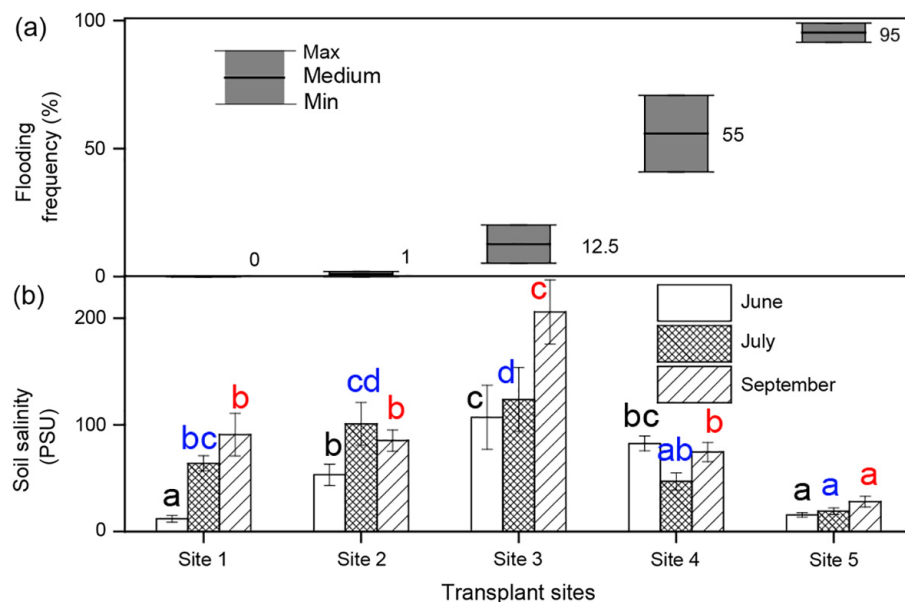 (a)
100
50
0
Flooding
frequency (%)
Max
Medium
Min
0
1
12.5
55
95
(b)
200
100
0
Soil salinity
(PSU)
June
July
September
a
bc
b
b
cd
b
c
d
c
bc
ab
b
a
a
a
Site 1
Site 2
Site 3
Site 4
Site 5
Transplant sites